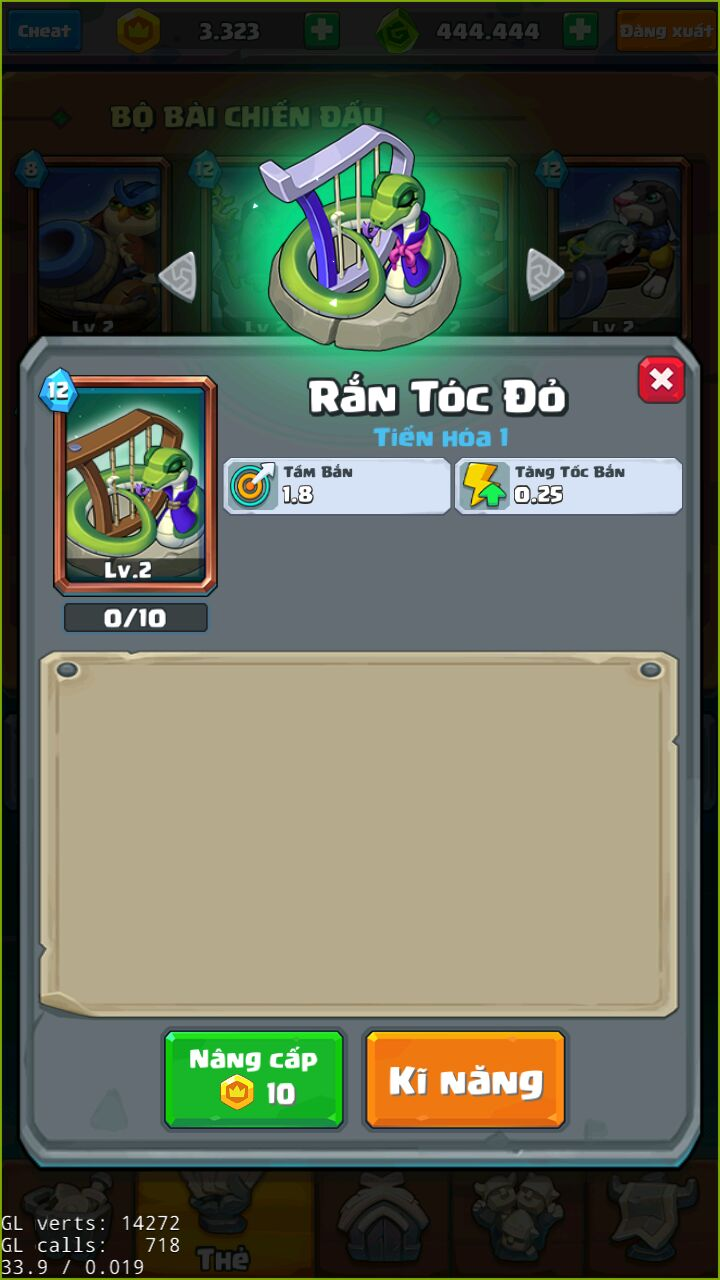 Cheat
3.323
444.444
Đăng xuất
BỘ BÀI CHIẾN ĐẤU
8
12
12
Lv 2
Lv 2
Lv 2
12
Rắn Tóc Đỏ
Tiến Hóa 1
Tầm Bắn
1.8
Tăng Tốc Bắn
0.25
Lv.2
0/10
Nâng cấp
10
Kĩ năng
Thẻ
GL verts: 14272
GL calls: 718
33.9 / 0.019